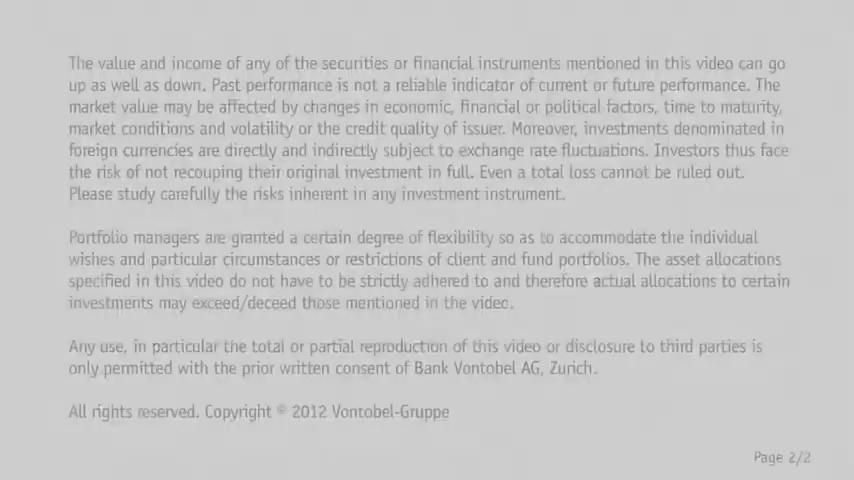 The value and income of any of the securities or financial instruments mentioned in this video can go
up as well as down. Past performance is not a reliable indicator of current or future performance. The
market value may be affected by changes in economic, financial or political factors, time to maturity,
market conditions and volatility or the credit quality of issuer. Moreover, investments denominated in
foreign currencies are directly and indirectly subject to exchange rate fluctuations. Investors thus face
the risk of not recouping their original investment in full. Even a total loss cannot be ruled out.
Please study carefully the risks inherent in any investment instrument.
Portfolio managers are granted a certain degree of flexibility so as to accommodate the individual
wishes and particular circumstances or restrictions of client and fund portfolios. The asset allocations
specified in this video do not have to be strictly adhered to and therefore actual allocations to certain
investments may exceed/deceed those mentioned in the video.
Any use, in particular the total or partial reproduction of this video or disclosure to third parties is
only permitted with the prior written consent of Bank Vontobel AG, Zurich.
All rights reserved. Copyright © 2012 Vontobel-Gruppe
Page 2/2